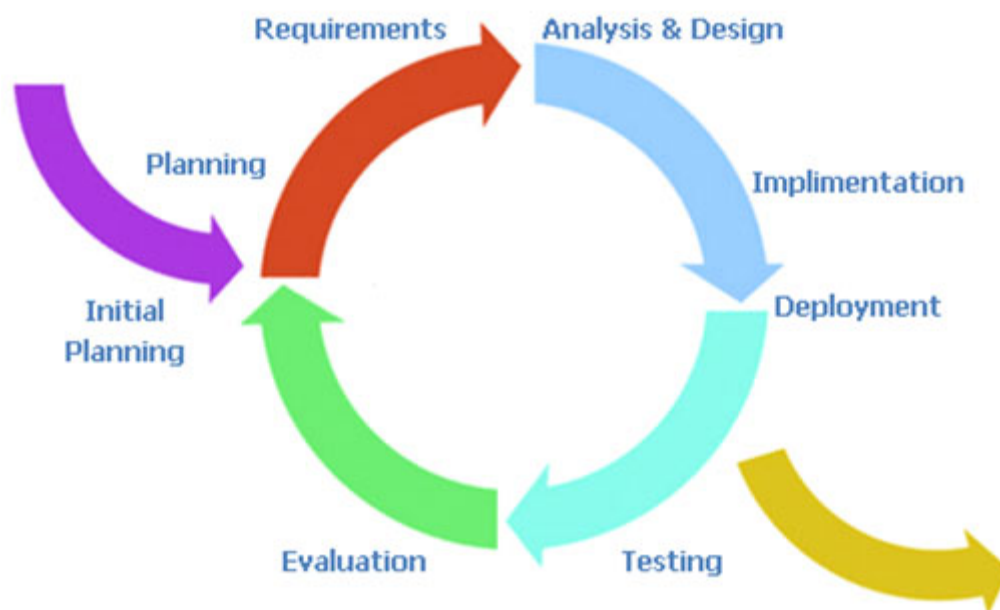 Requirements
Analysis & Design
Planning
Implimentation
Initial
Planning
Deployment
Evaluation
Testing